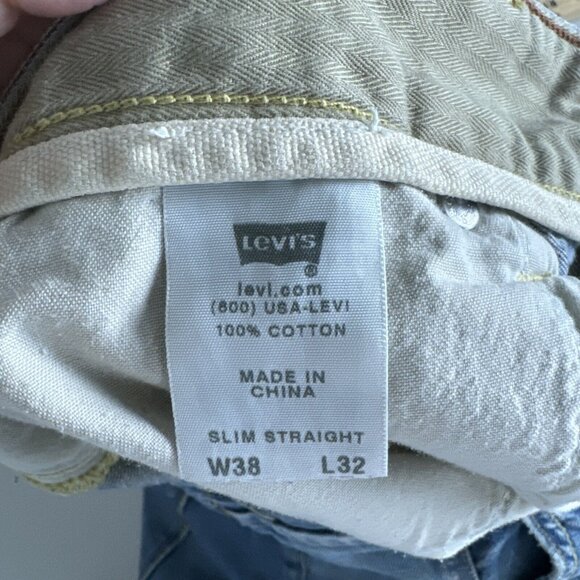 Levi's
®
levi.com
(800) USA-LEVI
100% COTTON
MADE IN
CHINA
SLIM STRAIGHT
W38 L32